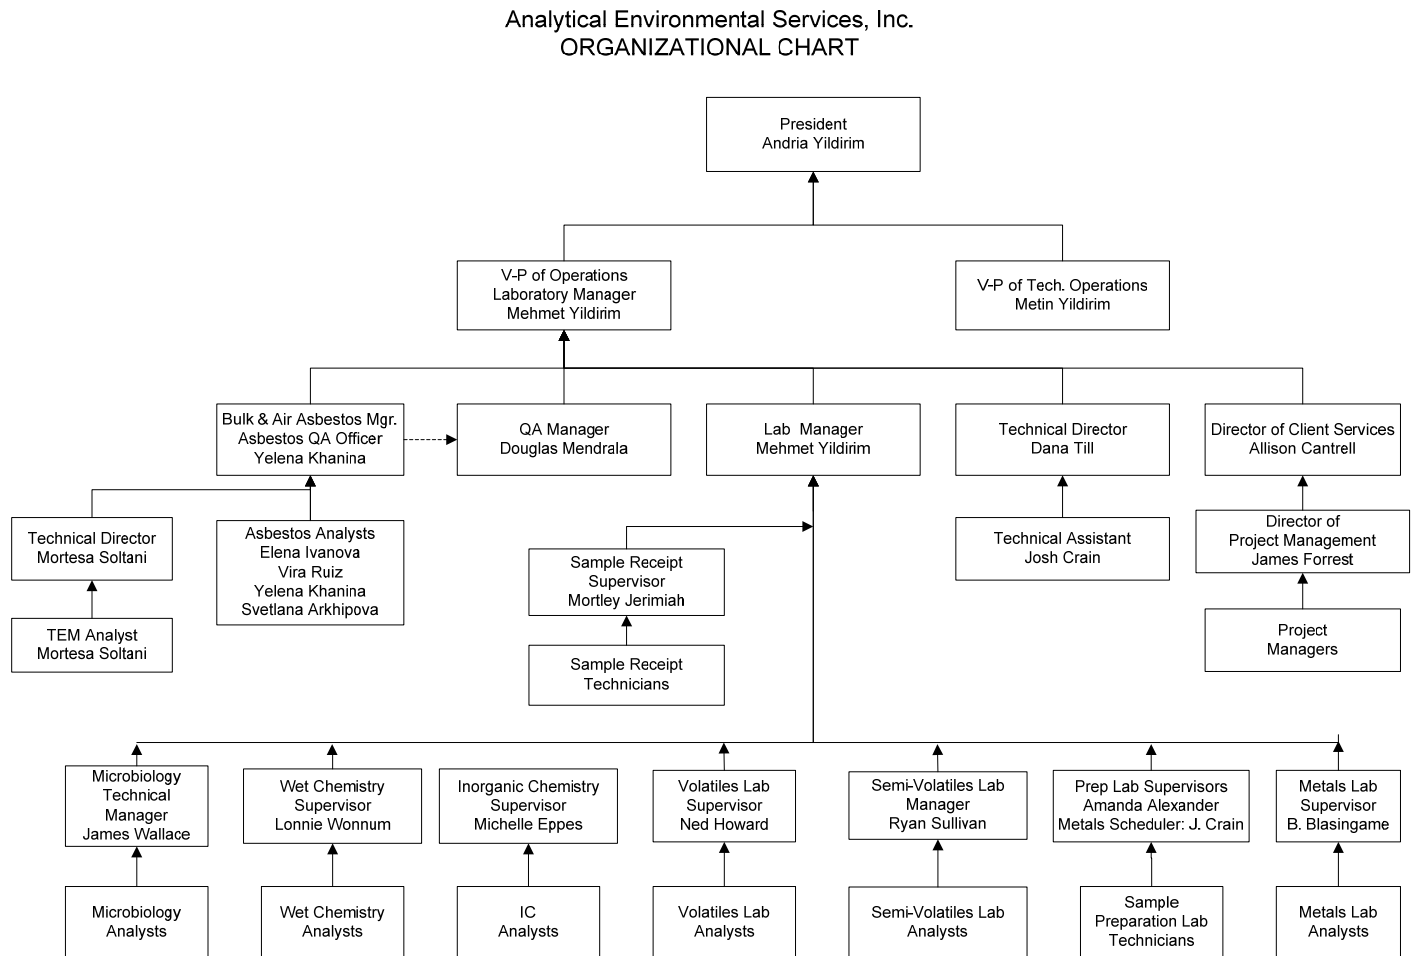 Analytical Environmental Services, Inc.
ORGANIZATIONAL CHART
President
Andria Yildirim
V-P of Operations
Laboratory Manager
Mehmet Yildirim
V-P of Tech. Operations
Metin Yildirim
Bulk & Air Asbestos Mgr.
Asbestos QA Officer
Yelena Khanina
QA Manager
Douglas Mendrala
Lab Manager
Mehmet Yildirim
Technical Director
Dana Till
Director of Client Services
Allison Cantrell
Technical Director
Mortesa Soltani
Asbestos Analysts
Elena Ivanova
Vira Ruiz
Yelena Khanina
Svetlana Arkhipova
Sample Receipt
Supervisor
Mortley Jerimiah
Technical Assistant
Josh Crain
Director of
Project Management
James Forrest
TEM Analyst
Mortesa Soltani
Sample Receipt
Technicians
Project
Managers
Microbiology
Technical
Manager
James Wallace
Wet Chemistry
Supervisor
Lonnie Wonnum
Inorganic Chemistry
Supervisor
Michelle Eppes
Volatiles Lab
Supervisor
Ned Howard
Semi-Volatiles Lab
Manager
Ryan Sullivan
Prep Lab Supervisors
Amanda Alexander
Metals Scheduler: J. Crain
Metals Lab
Supervisor
B. Blasingame
Microbiology
Analysts
Wet Chemistry
Analysts
IC
Analysts
Volatiles Lab
Analysts
Semi-Volatiles Lab
Analysts
Sample
Preparation Lab
Technicians
Metals Lab
Analysts